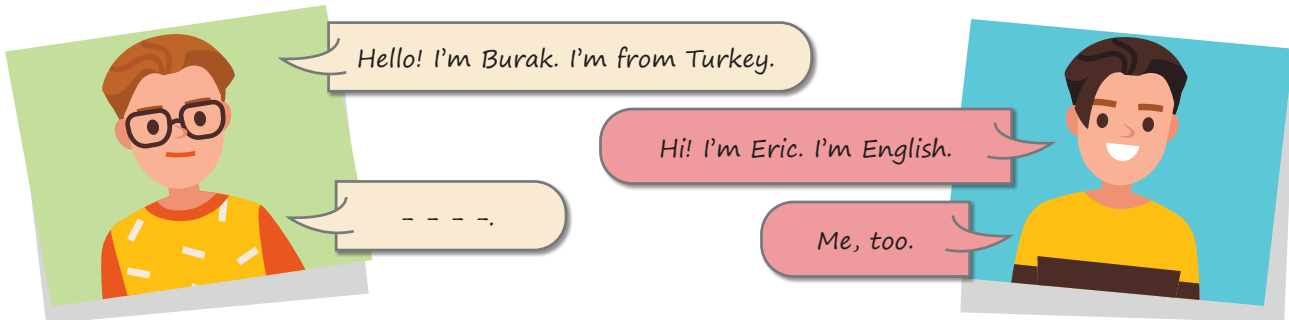 Hello! I'm Burak. I'm from Turkey.
Hi! I'm Eric. I'm English.
- - - -.
Me, too.